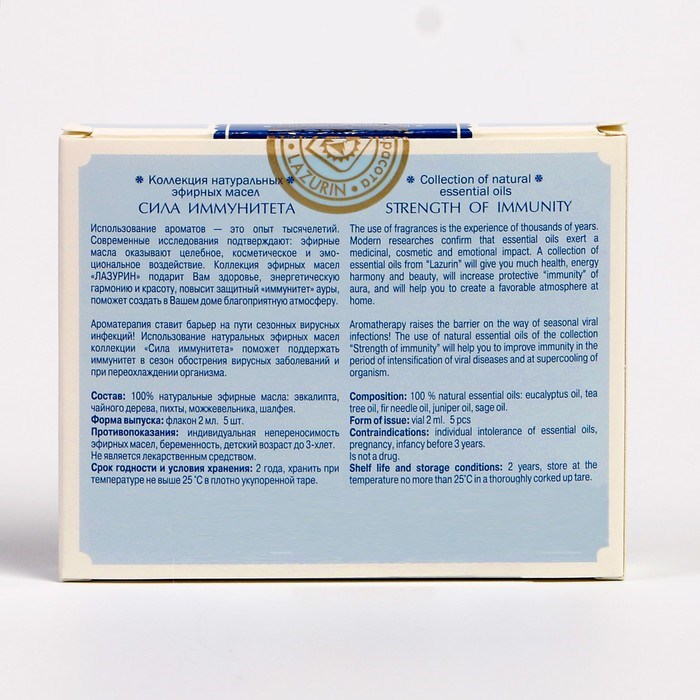 LAZURIN
расота
❄ Коллекция натуральных ❄
эфирных масел
СИЛА ИММУНИТЕТА
Использование ароматов — это опыт тысячелетий.
Современные исследования подтверждают: эфирные
масла оказывают целебное, косметическое и эмо-
циональное воздействие. Коллекция эфирных масел
«ЛАЗУРИН» подарит Вам здоровье, энергетическую
гармонию и красоту, повысит защитный «иммунитет» ауры,
поможет создать в Вашем доме благоприятную атмосферу.
Ароматерапия ставит барьер на пути сезонных вирусных
инфекций! Использование натуральных эфирных масел
коллекции «Сила иммунитета» поможет поддержать
иммунитет в сезон обострения вирусных заболеваний и
при переохлаждении организма.
Состав: 100% натуральные эфирные масла: эвкалипта,
чайного дерева, пихты, можжевельника, шалфея.
Форма выпуска: флакон 2 мл. 5 шт.
Противопоказания: индивидуальная непереносимость
эфирных масел, беременность, детский возраст до 3-хлет.
Не является лекарственным средством.
Срок годности и условия хранения: 2 года, хранить при
температуре не выше 25˚С в плотно укупоренной таре.
❄ Collection of natural ❄
essential oils
STRENGTH OF IMMUNITY
The use of fragrances is the experience of thousands of years.
Modern researches confirm that essential oils exert a
medicinal, cosmetic and emotional impact. A collection of
essential oils from “Lazurin” will give you much health, energy
harmony and beauty, will increase protective “immunity” of
aura, and will help you to create a favorable atmosphere at
home.
Aromatherapy raises the barrier on the way of seasonal viral
infections! The use of natural essential oils of the collection
“Strength of immunity” will help you to improve immunity in the
period of intensification of viral diseases and at supercooling of
organism.
Composition: 100 % natural essential oils: eucalyptus oil, tea
tree oil, fir needle oil, juniper oil, sage oil.
Form of issue: vial 2 ml. 5 pcs
Contraindications: individual intolerance of essential oils,
pregnancy, infancy before 3 years.
Is not a drug.
Shelf life and storage conditions: 2 years, store at the
temperature no more than 25˚C in a thoroughly corked up tare.